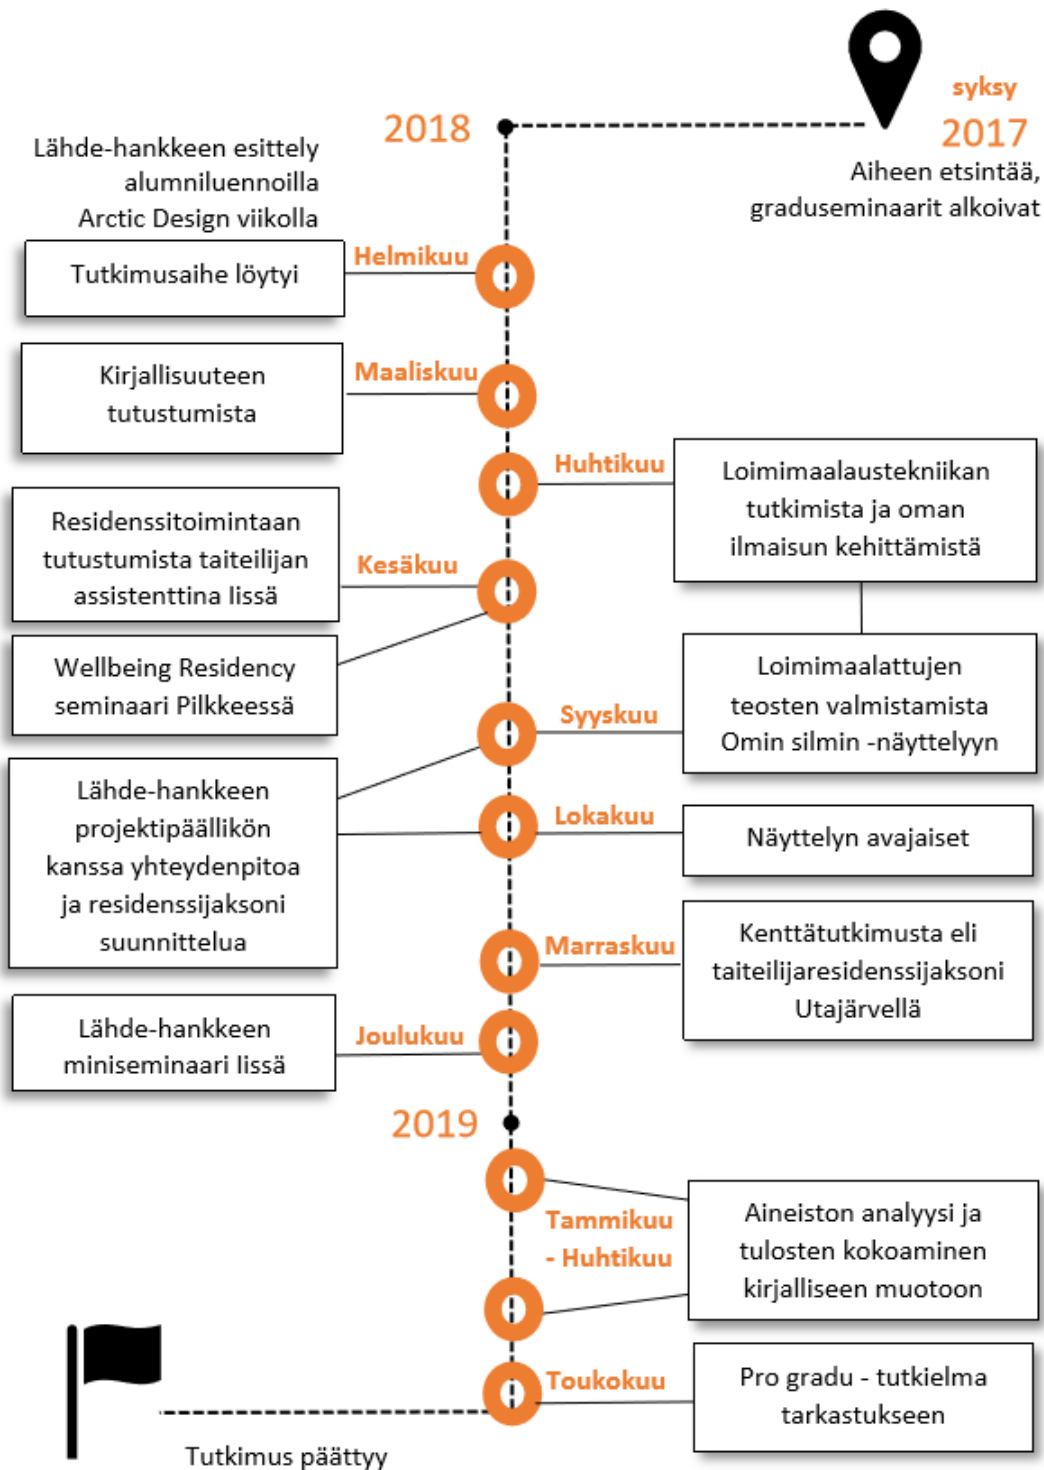 syksy
2017
Aiheen etsintää,
graduseminaarit alkoivat
2018
Lähde-hankkeen esittely
alumniluennoilla
Arctic Design viikolla
Helmikuu
Tutkimusaihe löytyi
Maaliskuu
Kirjallisuuteen
tutustumista
Huhtikuu
Loimimaalaustekniikan
tutkimista ja oman
ilmaisun kehittämistä
Kesäkuu
Residenssitoimintaan
tutustumista taiteilijan
assistenttina Iissä
Wellbeing Residency
seminaari Pilkkeessä
Syyskuu
Loimimaalattujen
teosten valmistamista
Omin silmin -näyttelyyn
Lähde-hankkeen
projektipäällikön
kanssa yhteydenpitoa
ja residenssijaksoni
suunnittelua
Lokakuu
Näyttelyn avajaiset
Marraskuu
Kenttätutkimusta eli
taiteilijaresidenssijaksoni
Utajärvellä
Joulukuu
Lähde-hankkeen
miniseminaari Iissä
2019
Tammikuu
- Huhtikuu
Aineiston analyysi ja
tulosten kokoaminen
kirjalliseen muotoon
Toukokuu
Pro gradu - tutkielma
tarkastukseen
Tutkimus päättyy